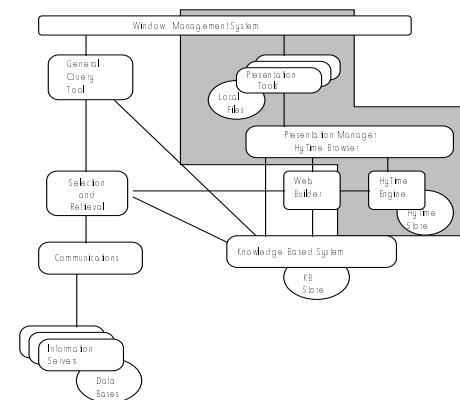 Window Management System
General
Query
Tool
Presentation
Tools
Local
Files
Presentation Manager
HyTime Browser
Selection
and
Retrieval
Web
Builder
HyTime
Engine
HyTime
Store
Communications
Knowledge Based System
KB
Store
Information
Servers
Data
Bases